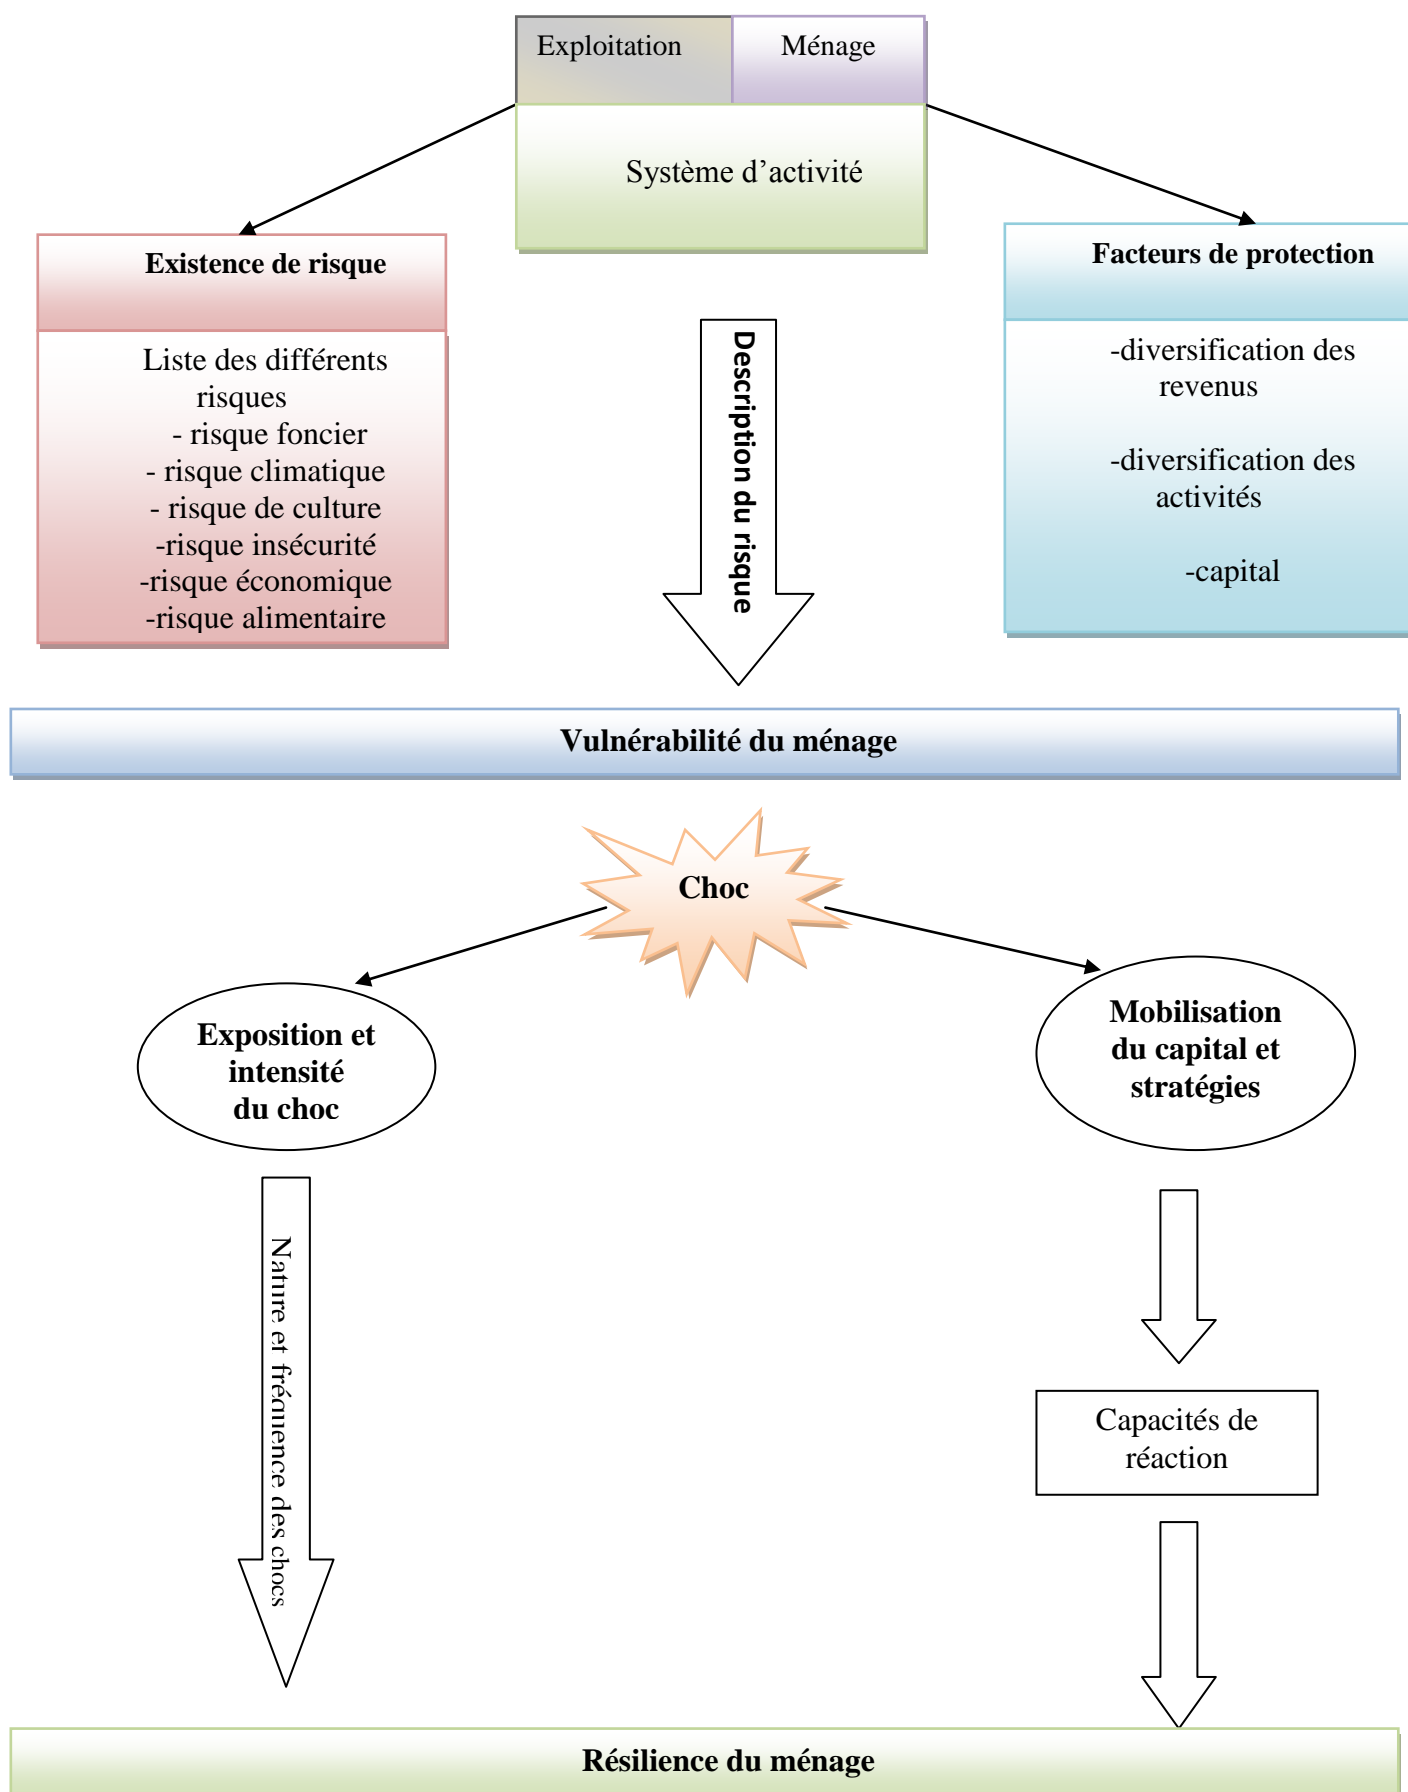 Exploitation
Ménage
Système d’activité
Existence de risque
Liste des différents
risques
- risque foncier
- risque climatique
- risque de culture
-risque insécurité
-risque économique
-risque alimentaire
Description du risque
Facteurs de protection
-diversification des
revenus
-diversification des
activités
-capital
Vulnérabilité du ménage
Choc
Exposition et
intensité
du choc
Mobilisation
du capital et
stratégies
Nature et fréquence des chocs
Capacités de
réaction
Résilience du ménage